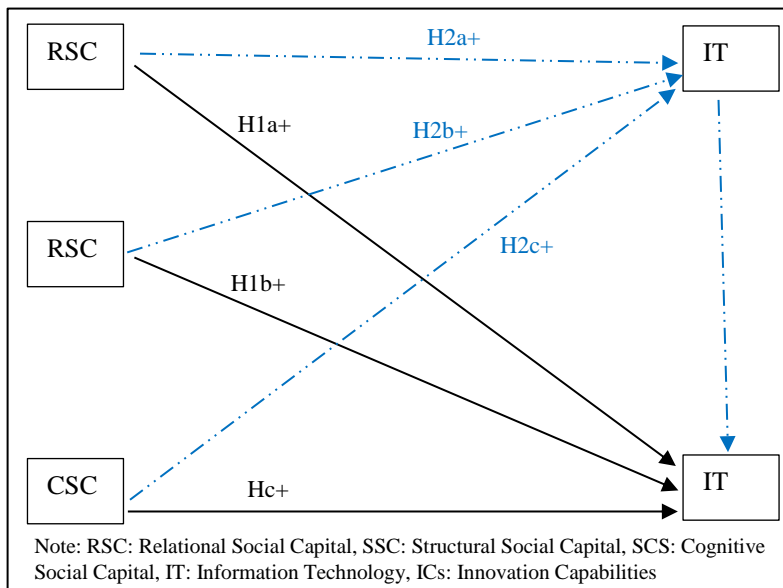 RSC
H2a+
IT
H1a+
H2b+
RSC
H2c+
H1b+
CSC
Hc+
IT
Note: RSC: Relational Social Capital, SSC: Structural Social Capital, SCS: Cognitive
Social Capital, IT: Information Technology, ICs: Innovation Capabilities